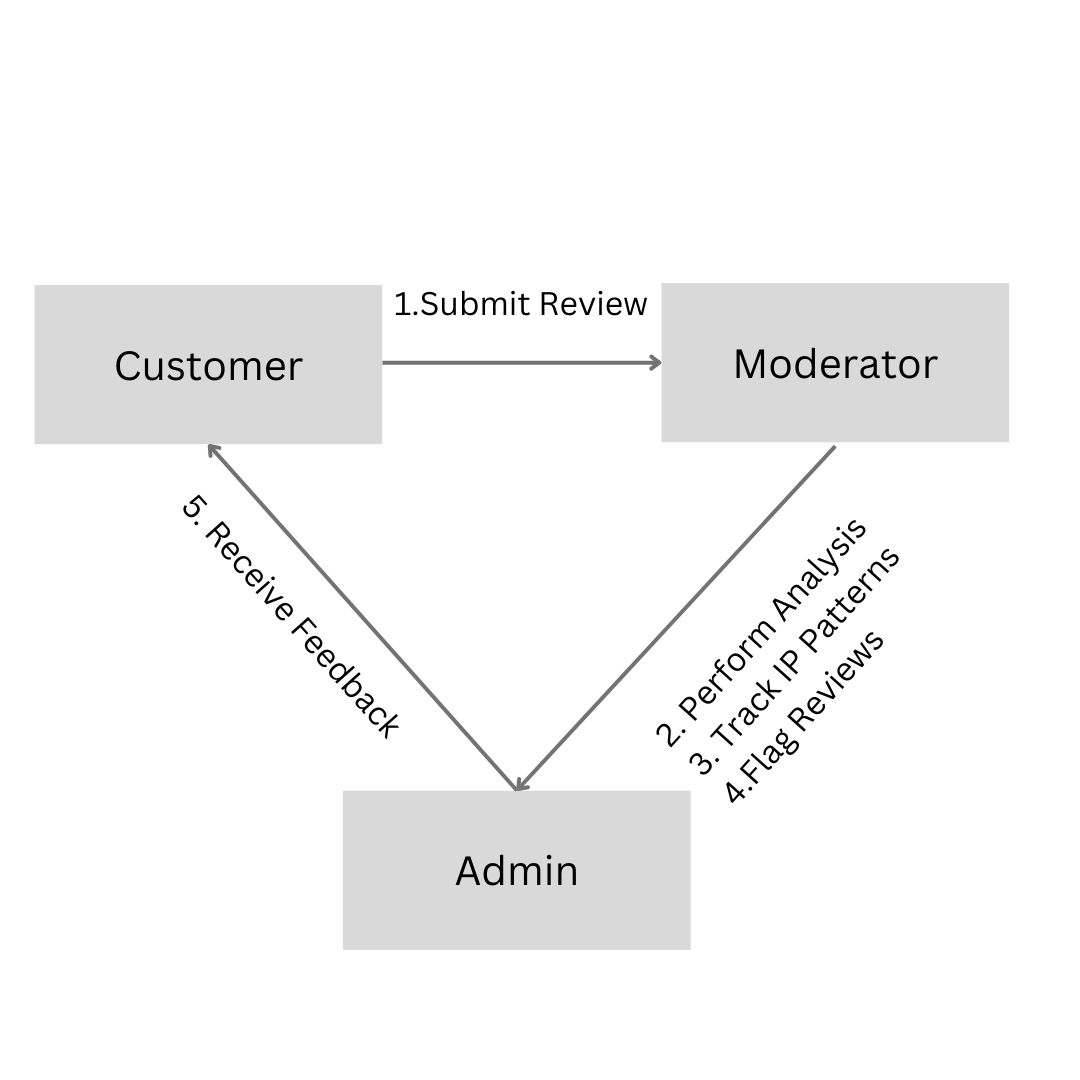 1.Submit Review
Customer
Moderator
5. Receive Feedback
2. Perform Analysis
3. Track IP Patterns
4.Flag Reviews
Admin